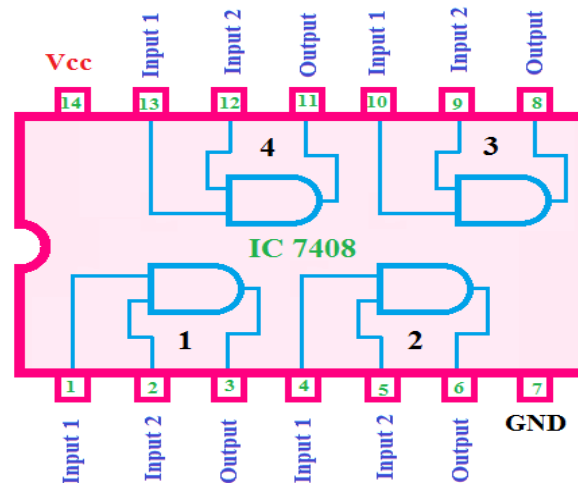 Vcc
Input 1
Input 2
Output
Input 1
Input 2
Output
14
13
12
11
10
9
8
4
3
IC 7408
1
2
1
2
3
4
5
6
7
Input 1
Input 2
Output
Input 1
Input 2
Output
GND